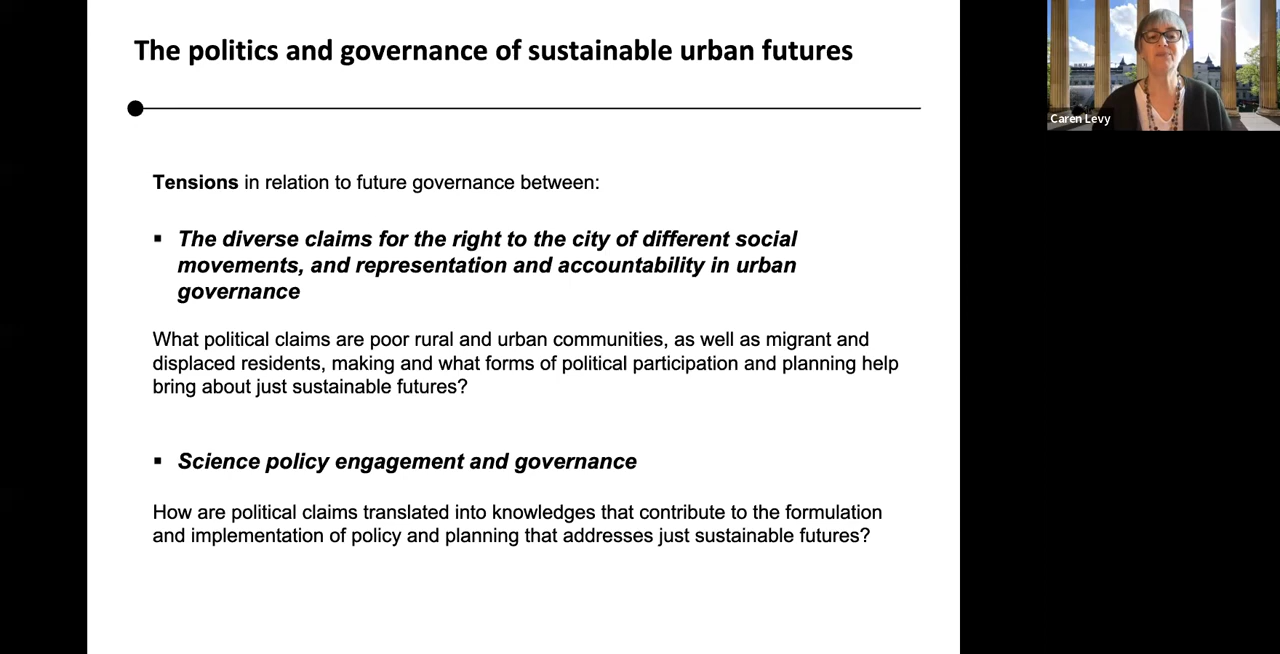 The politics and governance of sustainable urban futures
Caren Levy
Tensions in relation to future governance between:
▪ The diverse claims for the right to the city of different social
movements, and representation and accountability in urban
governance
What political claims are poor rural and urban communities, as well as migrant and
displaced residents, making and what forms of political participation and planning help
bring about just sustainable futures?
▪ Science policy engagement and governance
How are political claims translated into knowledges that contribute to the formulation
and implementation of policy and planning that addresses just sustainable futures?